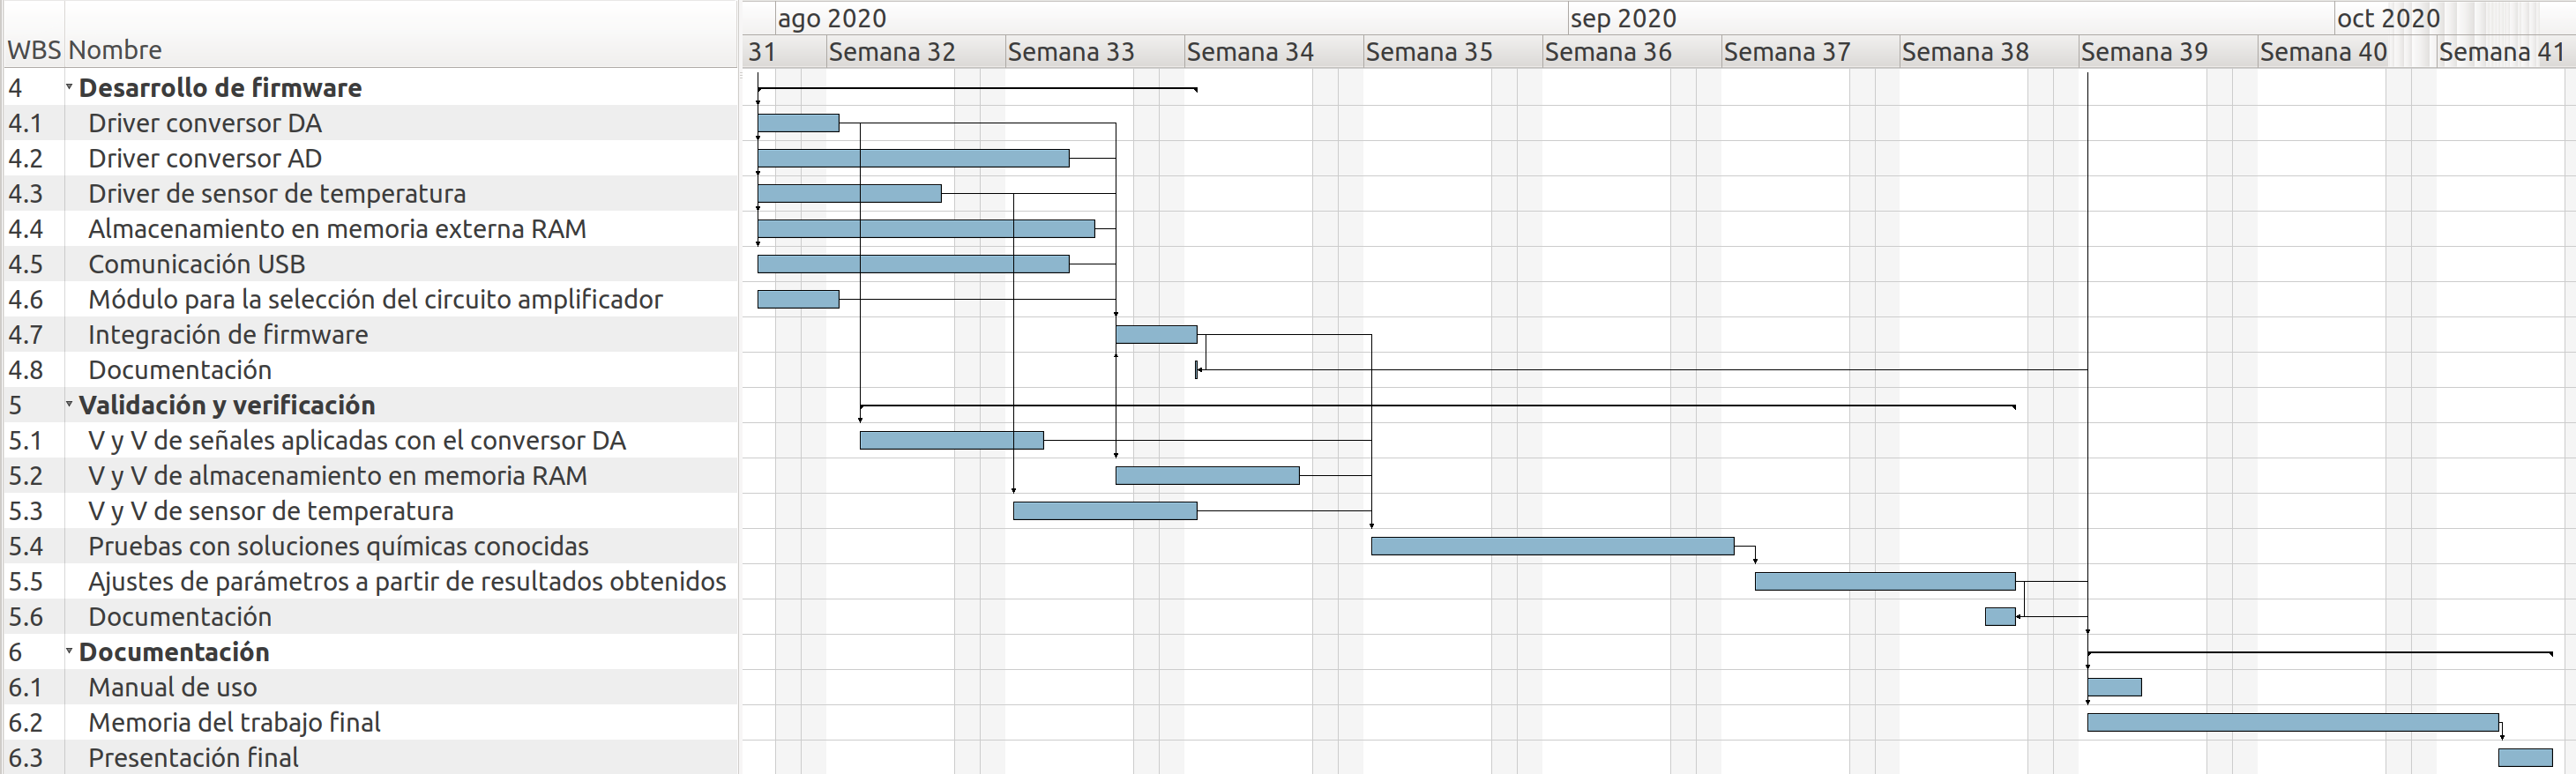 ago 2020 sep 2020 oct 2020
WBS Nombre 31 Semana 32 Semana 33 Semana 34 Semana 35 Semana 36 Semana 37 Semana 38 Semana 39 Semana 40 Semana 41
4 Desarrollo de firmware
4.1 Driver conversor DA
4.2 Driver conversor AD
4.3 Driver de sensor de temperatura
4.4 Almacenamiento en memoria externa RAM
4.5 Comunicación USB
4.6 Módulo para la selección del circuito amplificador
4.7 Integración de firmware
4.8 Documentación
5 Validación y verificación
5.1 V y V de señales aplicadas con el conversor DA
5.2 V y V de almacenamiento en memoria RAM
5.3 V y V de sensor de temperatura
5.4 Pruebas con soluciones químicas conocidas
5.5 Ajustes de parámetros a partir de resultados obtenidos
5.6 Documentación
6 Documentación
6.1 Manual de uso
6.2 Memoria del trabajo final
6.3 Presentación final